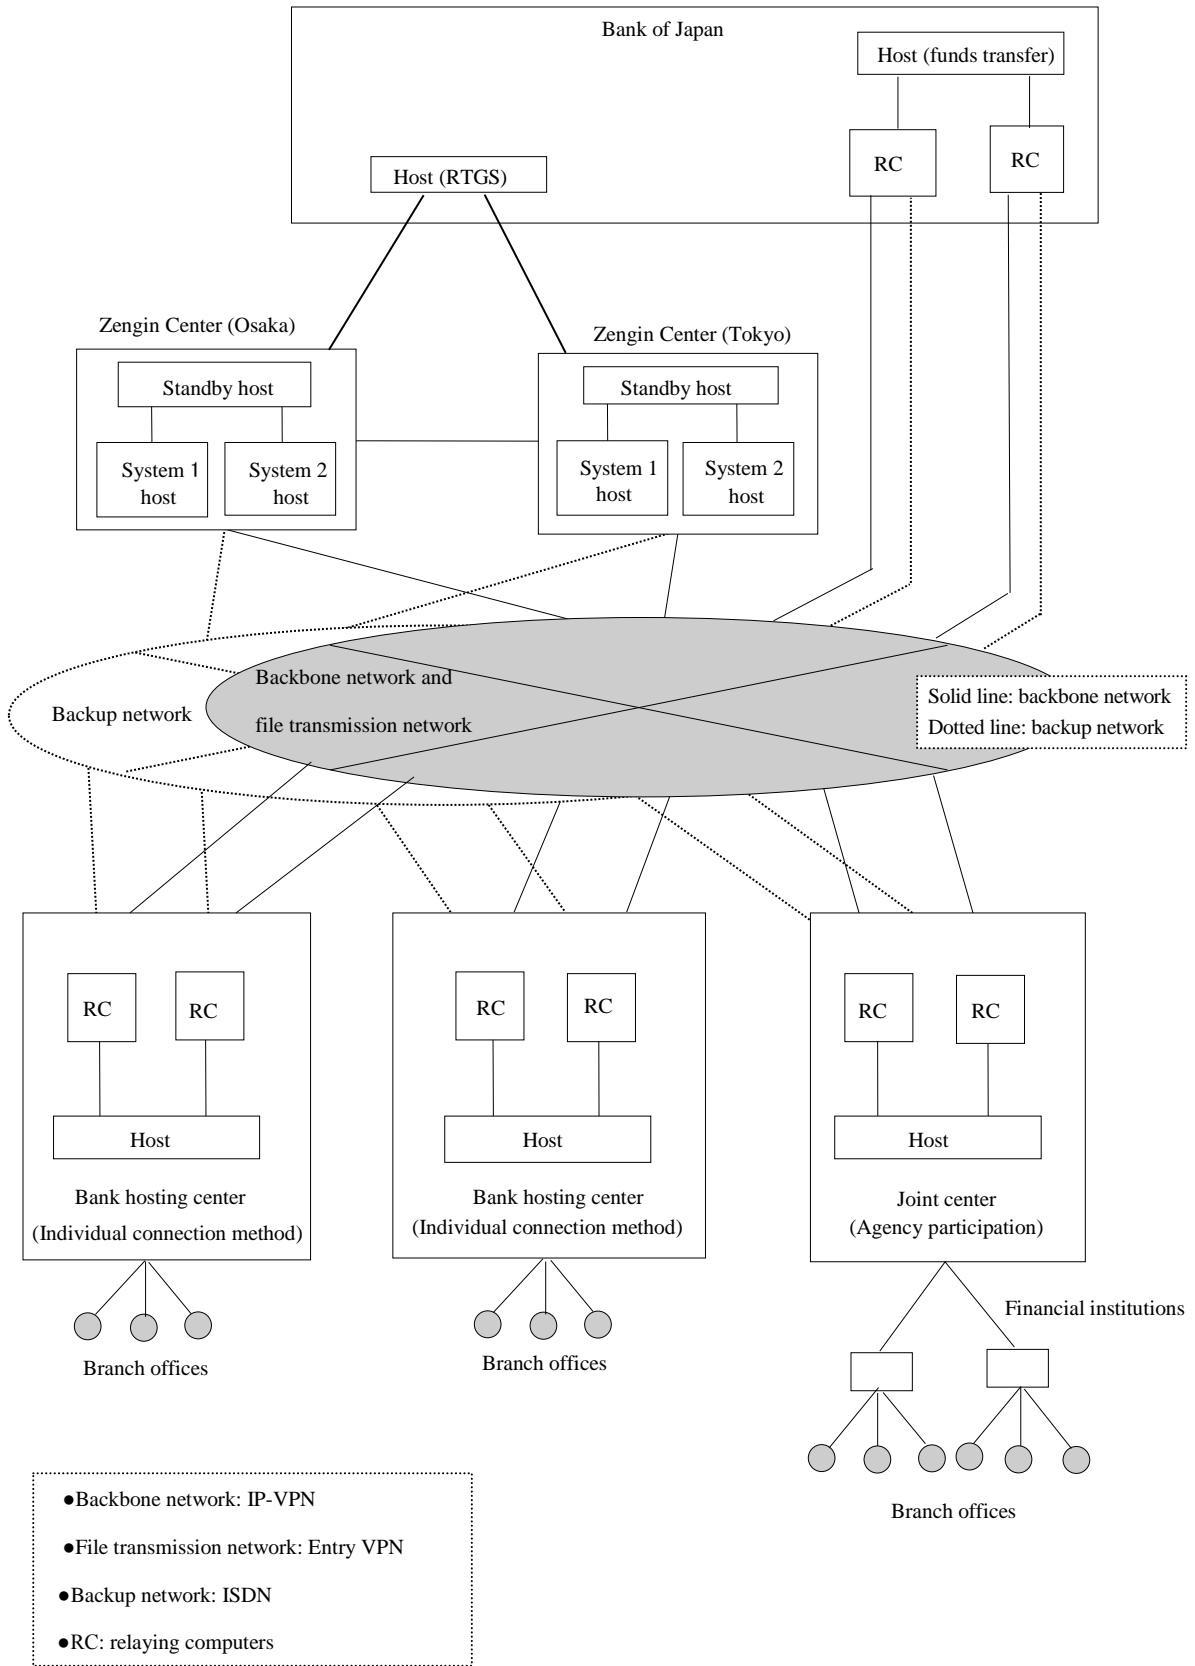 Bank of Japan
Host (funds transfer)
RC
RC
Host (RTGS)
Zengin Center (Osaka)
Zengin Center (Tokyo)
Standby host
Standby host
System 1
host
System 2
host
System 1
host
System 2
host
Backbone network and
file transmission network
Backup network
Solid line: backbone network
Dotted line: backup network
RC
RC
RC
RC
RC
RC
Host
Host
Host
Bank hosting center
(Individual connection method)
Bank hosting center
(Individual connection method)
Joint center
(Agency participation)
Financial institutions
Branch offices
Branch offices
Branch offices
●Backbone network: IP-VPN
●File transmission network: Entry VPN
●Backup network: ISDN
●RC: relaying computers